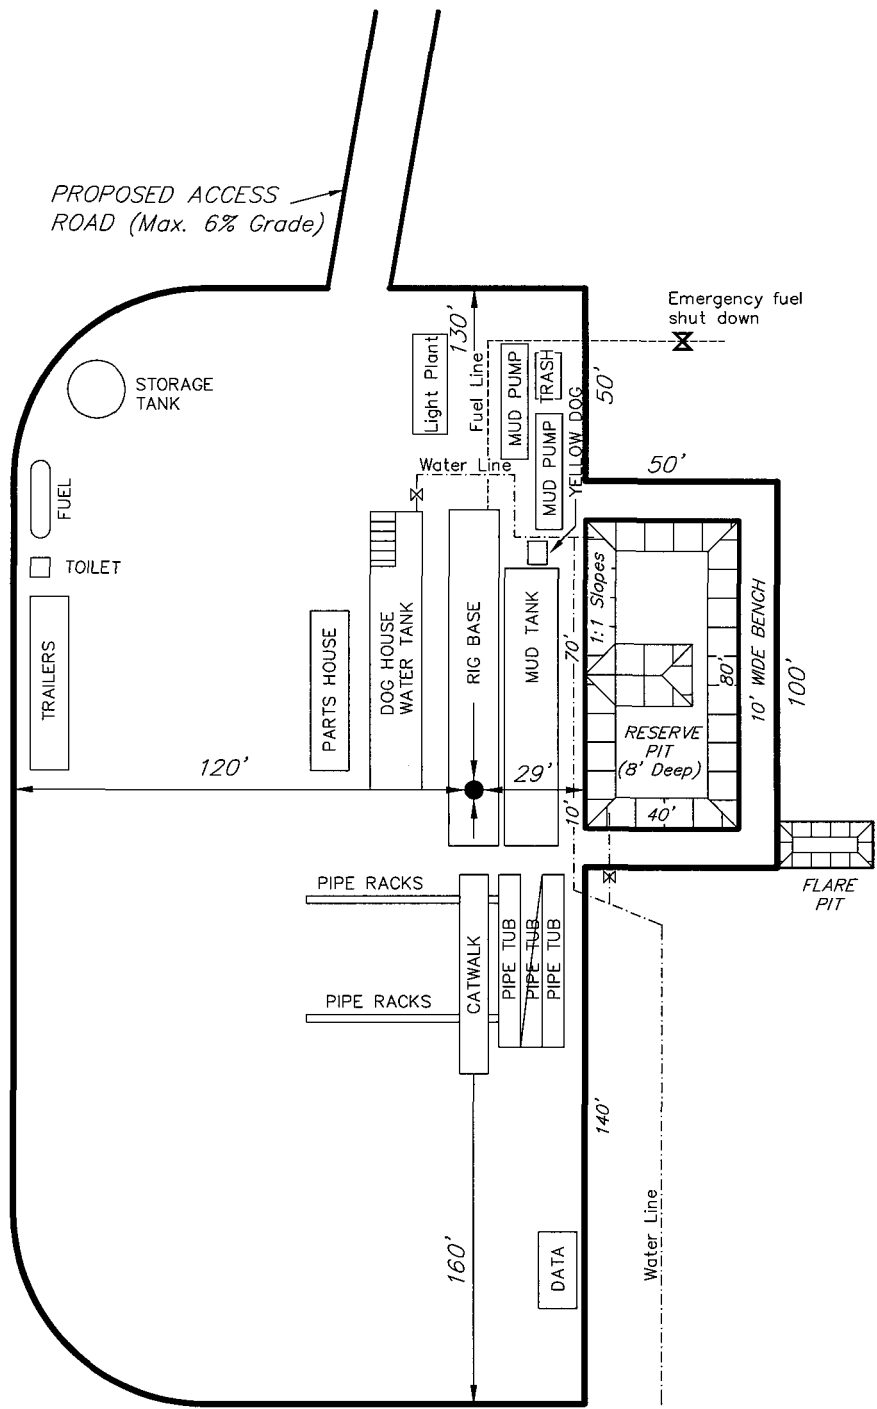 PROPOSED ACCESS
ROAD (Max. 6% Grade)
Emergency fuel
shut down
130'
Light Plant
Fuel Line
MUD PUMP
TRASH
50'
STORAGE
TANK
MUD PUMP
YELLOW DOG
Water Line
50'
FUEL
TOILET
TRAILERS
PARTS HOUSE
DOG HOUSE
WATER TANK
RIG BASE
MUD TANK
70'
1:1 Slopes
80'
10' WIDE BENCH
100'
RESERVE
PIT
(8' Deep)
120'
29'
10'
40'
FLARE
PIT
PIPE RACKS
CATWALK
PIPE TUB
PIPE TUB
PIPE TUB
PIPE RACKS
140'
160'
DATA
Water Line